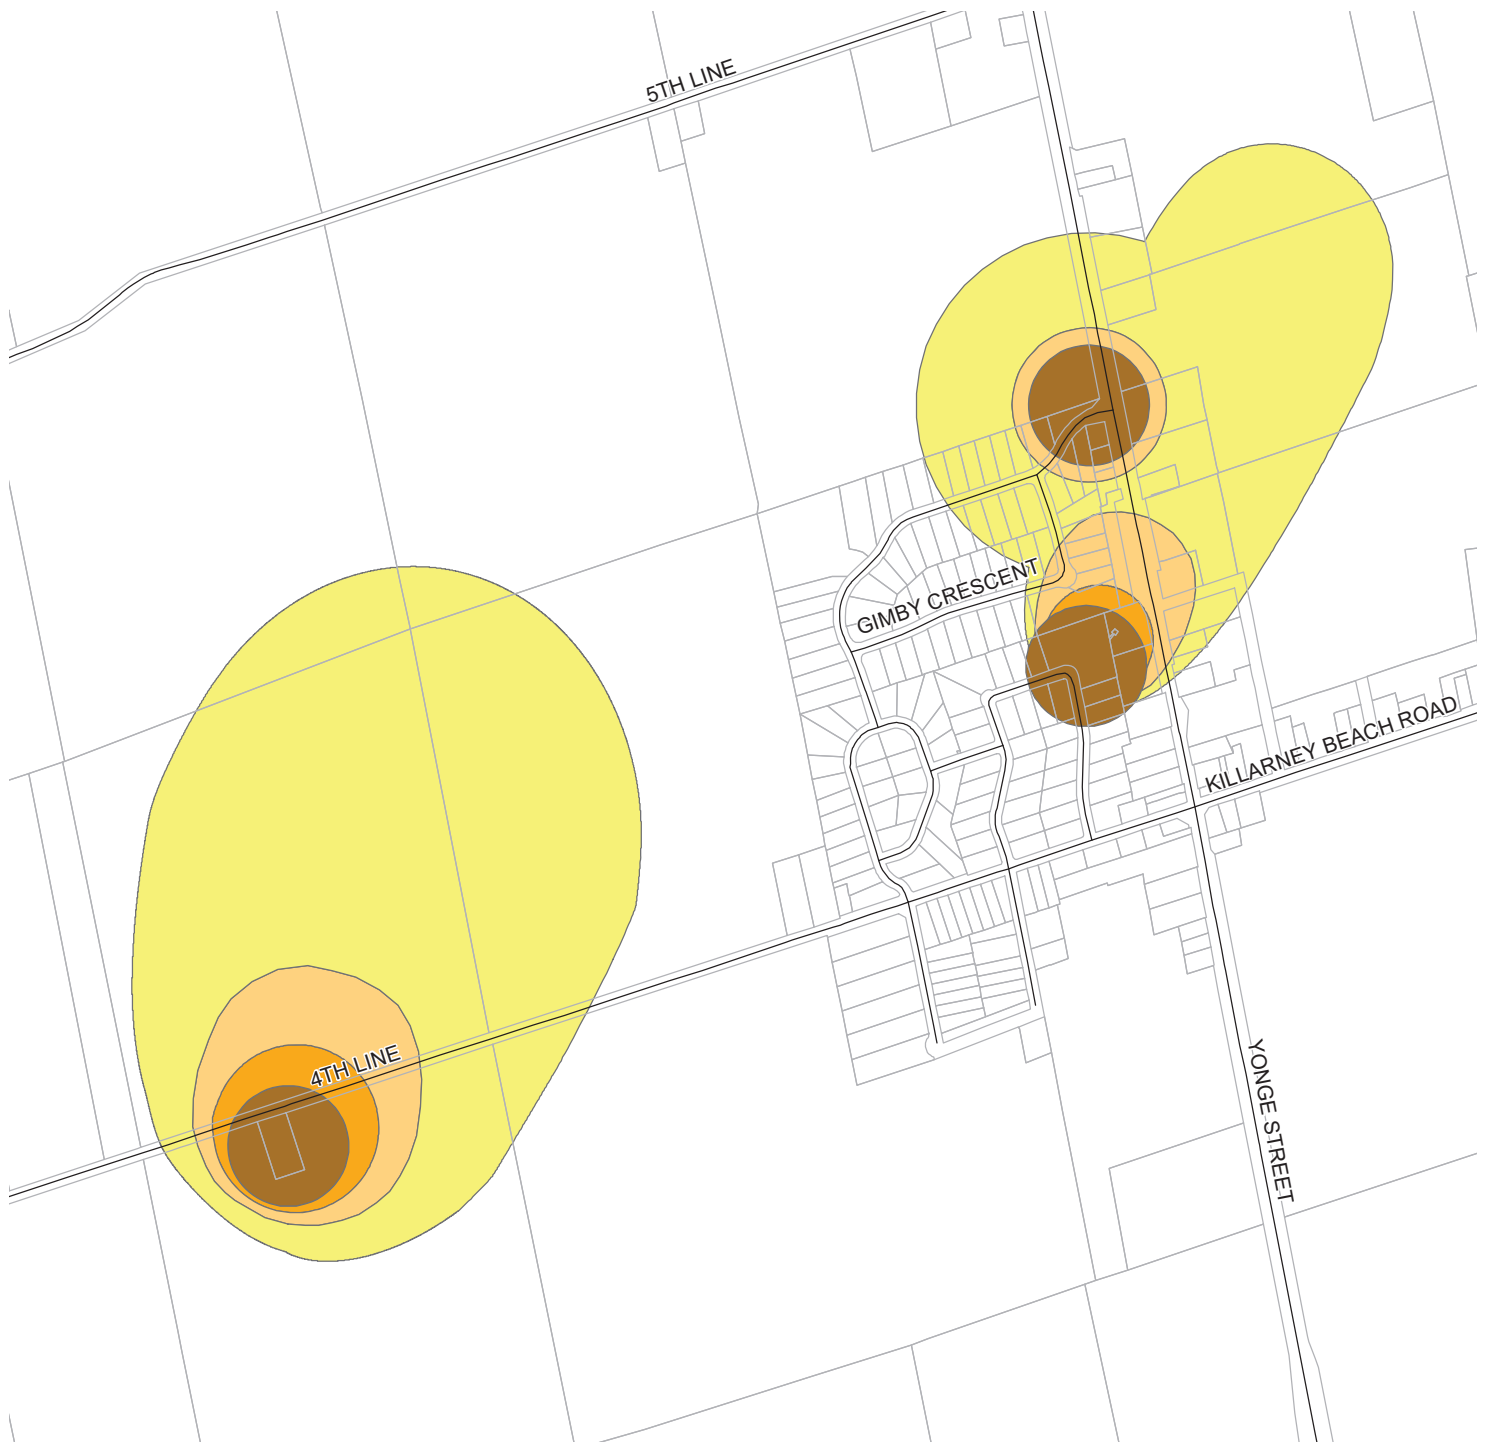 5TH LINE
GIMBY CRESCENT
KILLARNEY BEACH ROAD
4TH LINE
YONGE STREET